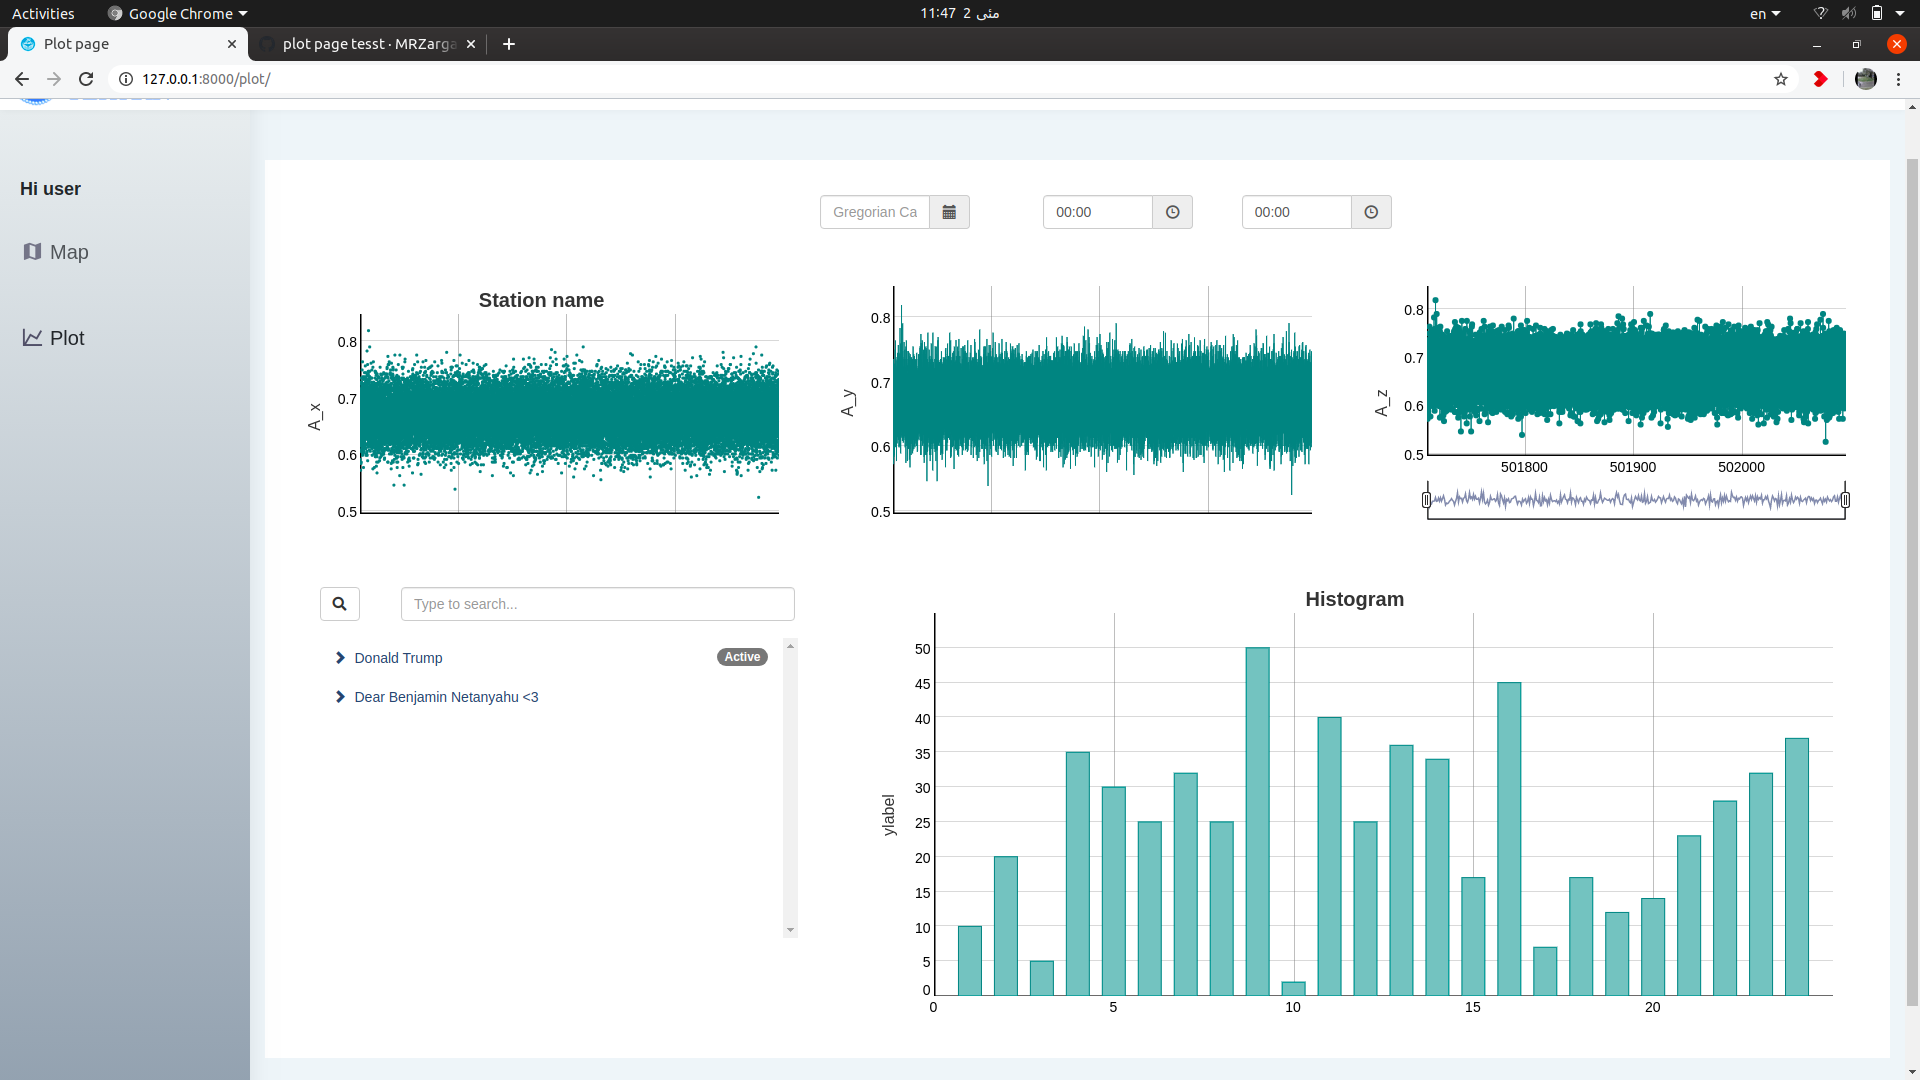 Activities
Google Chrome
11:47 2 مئی
en
Plot page
plot page tesst · MRZarga
127.0.0.1:8000/plot/
Hi user
Map
Plot
Gregorian Ca
00:00
00:00
Station name
A_x
0.8
0.7
0.6
0.5
A_y
0.8
0.7
0.6
0.5
A_z
0.8
0.7
0.6
0.5
501800
501900
502000
Type to search...
Donald Trump
Active
Dear Benjamin Netanyahu <3
Histogram
ylabel
50
45
40
35
30
25
20
15
10
5
0
0
5
10
15
20